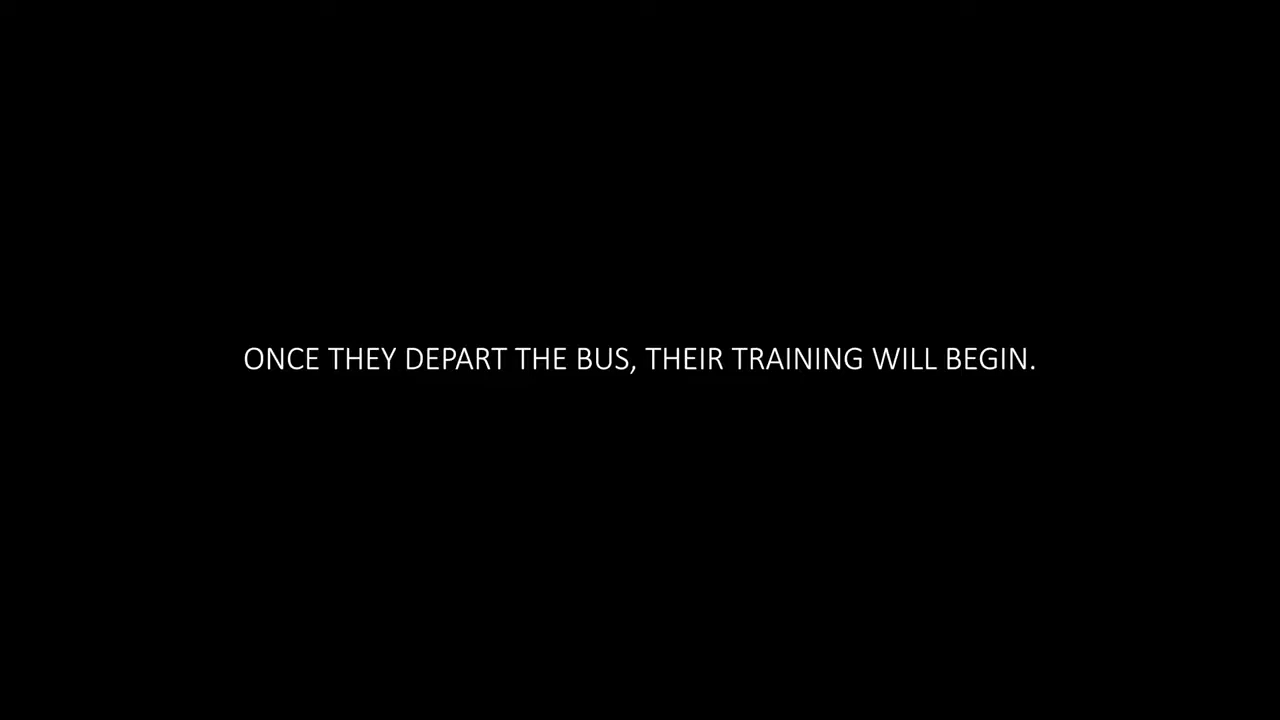 ONCE THEY DEPART THE BUS, THEIR TRAINING WILL BEGIN.